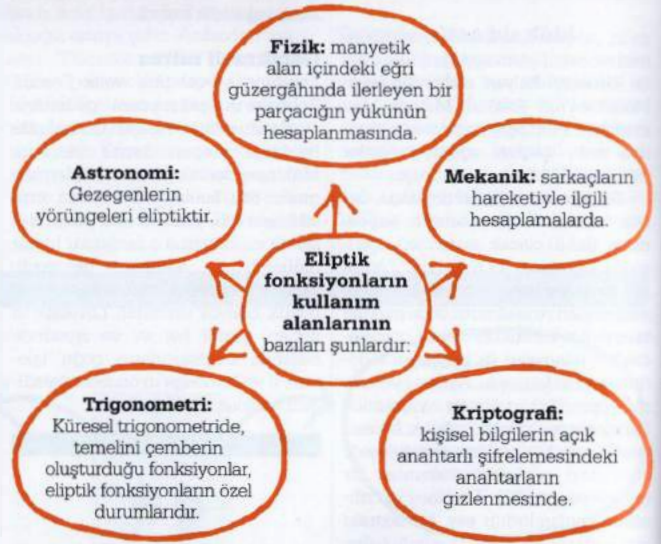 Fizik: manyetik
alan içindeki eğri
güzergâhında ilerleyen bir
parçacığın yükünün
hesaplanmasında.
Astronomi:
Gezegenlerin
yörüngeleri eliptiktir.
Mekanik: sarkaçların
hareketiyle ilgili
hesaplamalarda.
Eliptik
fonksiyonların
kullanım
alanlarının
bazıları şunlardır:
Trigonometri:
Küresel trigonometride,
temelini çemberin
oluşturduğu fonksiyonlar,
eliptik fonksiyonların özel
durumlarıdır.
Kriptografi:
kişisel bilgilerin açık
anahtarlı şifrelemesindeki
anahtarların
gizlenmesinde.